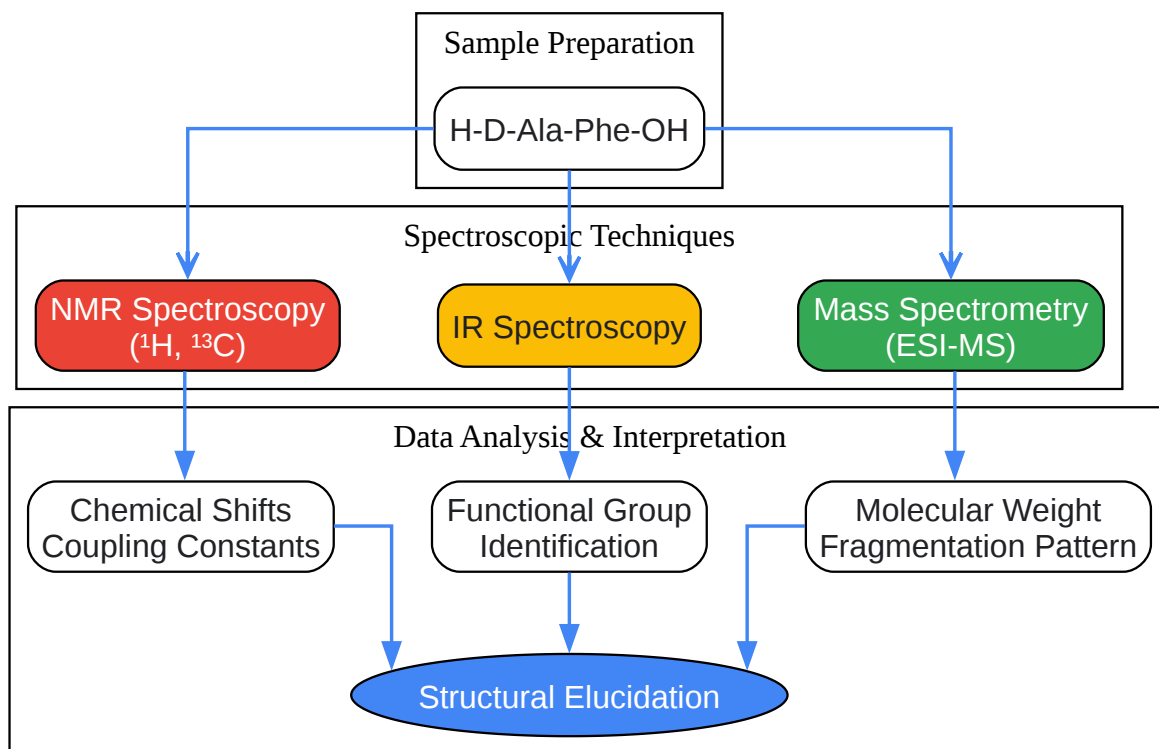 Sample Preparation
H-D-Ala-Phe-OH
Spectroscopic Techniques
NMR Spectroscopy
(¹H, ¹³C)
IR Spectroscopy
Mass Spectrometry
(ESI-MS)
Data Analysis & Interpretation
Chemical Shifts
Coupling Constants
Functional Group
Identification
Molecular Weight
Fragmentation Pattern
Structural Elucidation